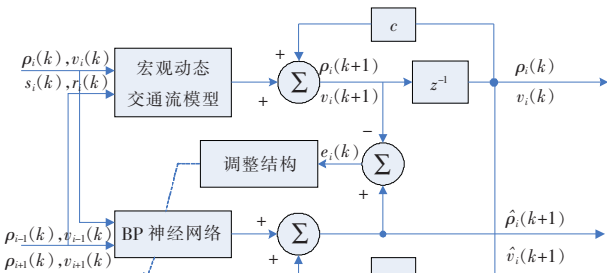 c
ρi(k),vi(k)
si(k),ri(k)
宏观动态
交通流模型
+
+
Σ
ρi(k+1)
vi(k+1)
z⁻¹
ρi(k)
vi(k)
−
调整结构
ei(k)
Σ
+
ρi−1(k),vi−1(k)
ρi+1(k),vi+1(k)
BP 神经网络
+
+
Σ
ρ̂i(k+1)
v̂i(k+1)